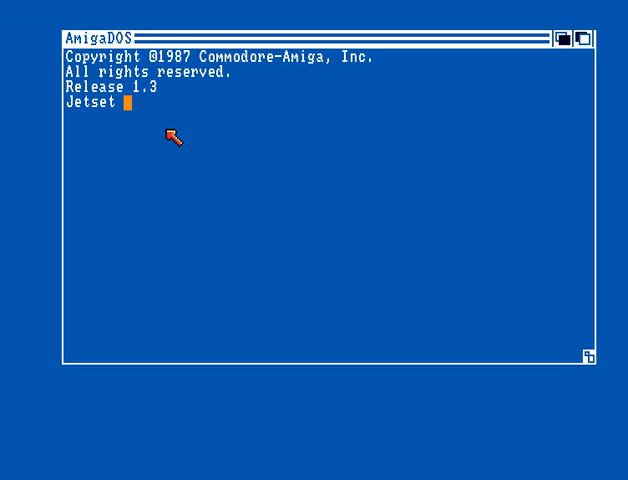 AmigaDOS
Copyright ©1987 Commodore-Amiga, Inc.
All rights reserved.
Release 1.3
Jetset